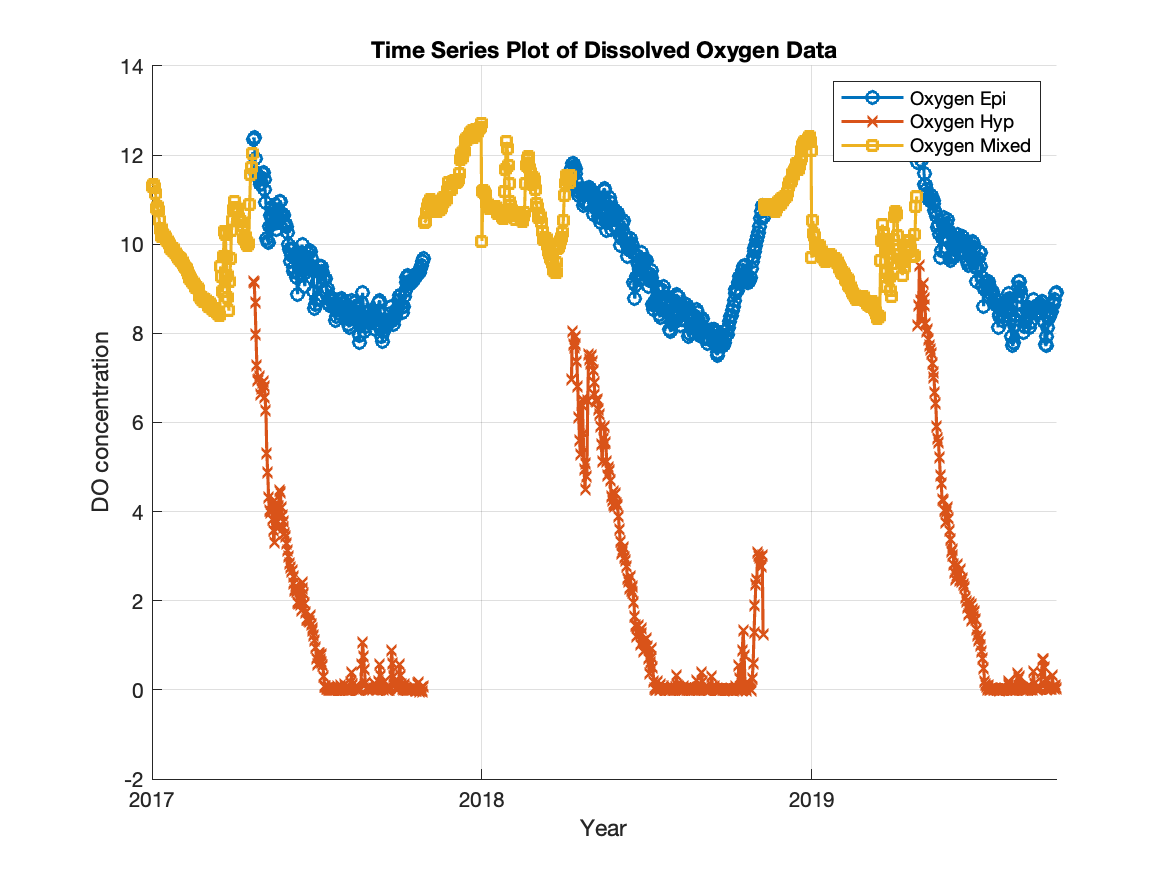 Time Series Plot of Dissolved Oxygen Data
14
12
10
8
6
4
2
0
-2
DO concentration
2017
2018
2019
Year
Oxygen Epi
Oxygen Hyp
Oxygen Mixed